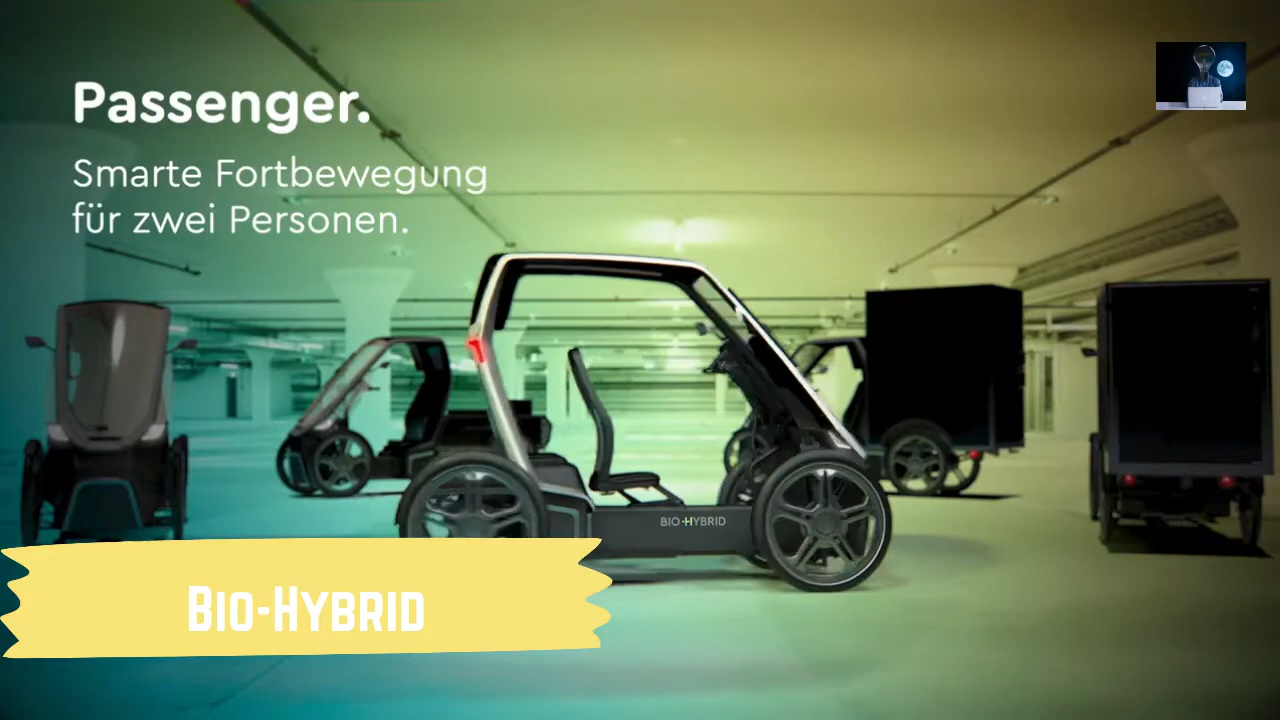 Passenger.
Smarte Fortbewegung
für zwei Personen.
BIO-HYBRID
Bio-Hybrid